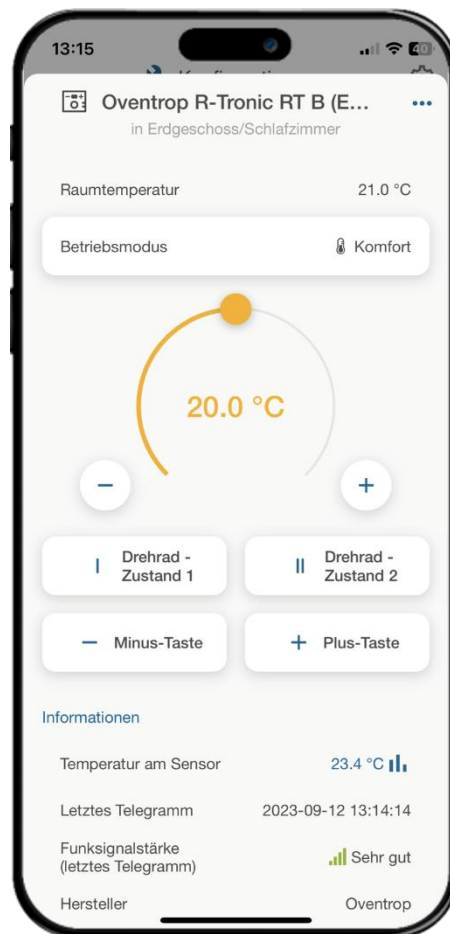 13:15
40
Oventrop R-Tronic RT B (E...
in Erdgeschoss/Schlafzimmer
Raumtemperatur 21.0 °C
Betriebsmodus Komfort
20.0 °C
− +
I Drehrad -
Zustand 1
II Drehrad -
Zustand 2
− Minus-Taste
+ Plus-Taste
Informationen
Temperatur am Sensor 23.4 °C
Letztes Telegramm 2023-09-12 13:14:14
Funksignalstärke
(letztes Telegramm) Sehr gut
Hersteller Oventrop